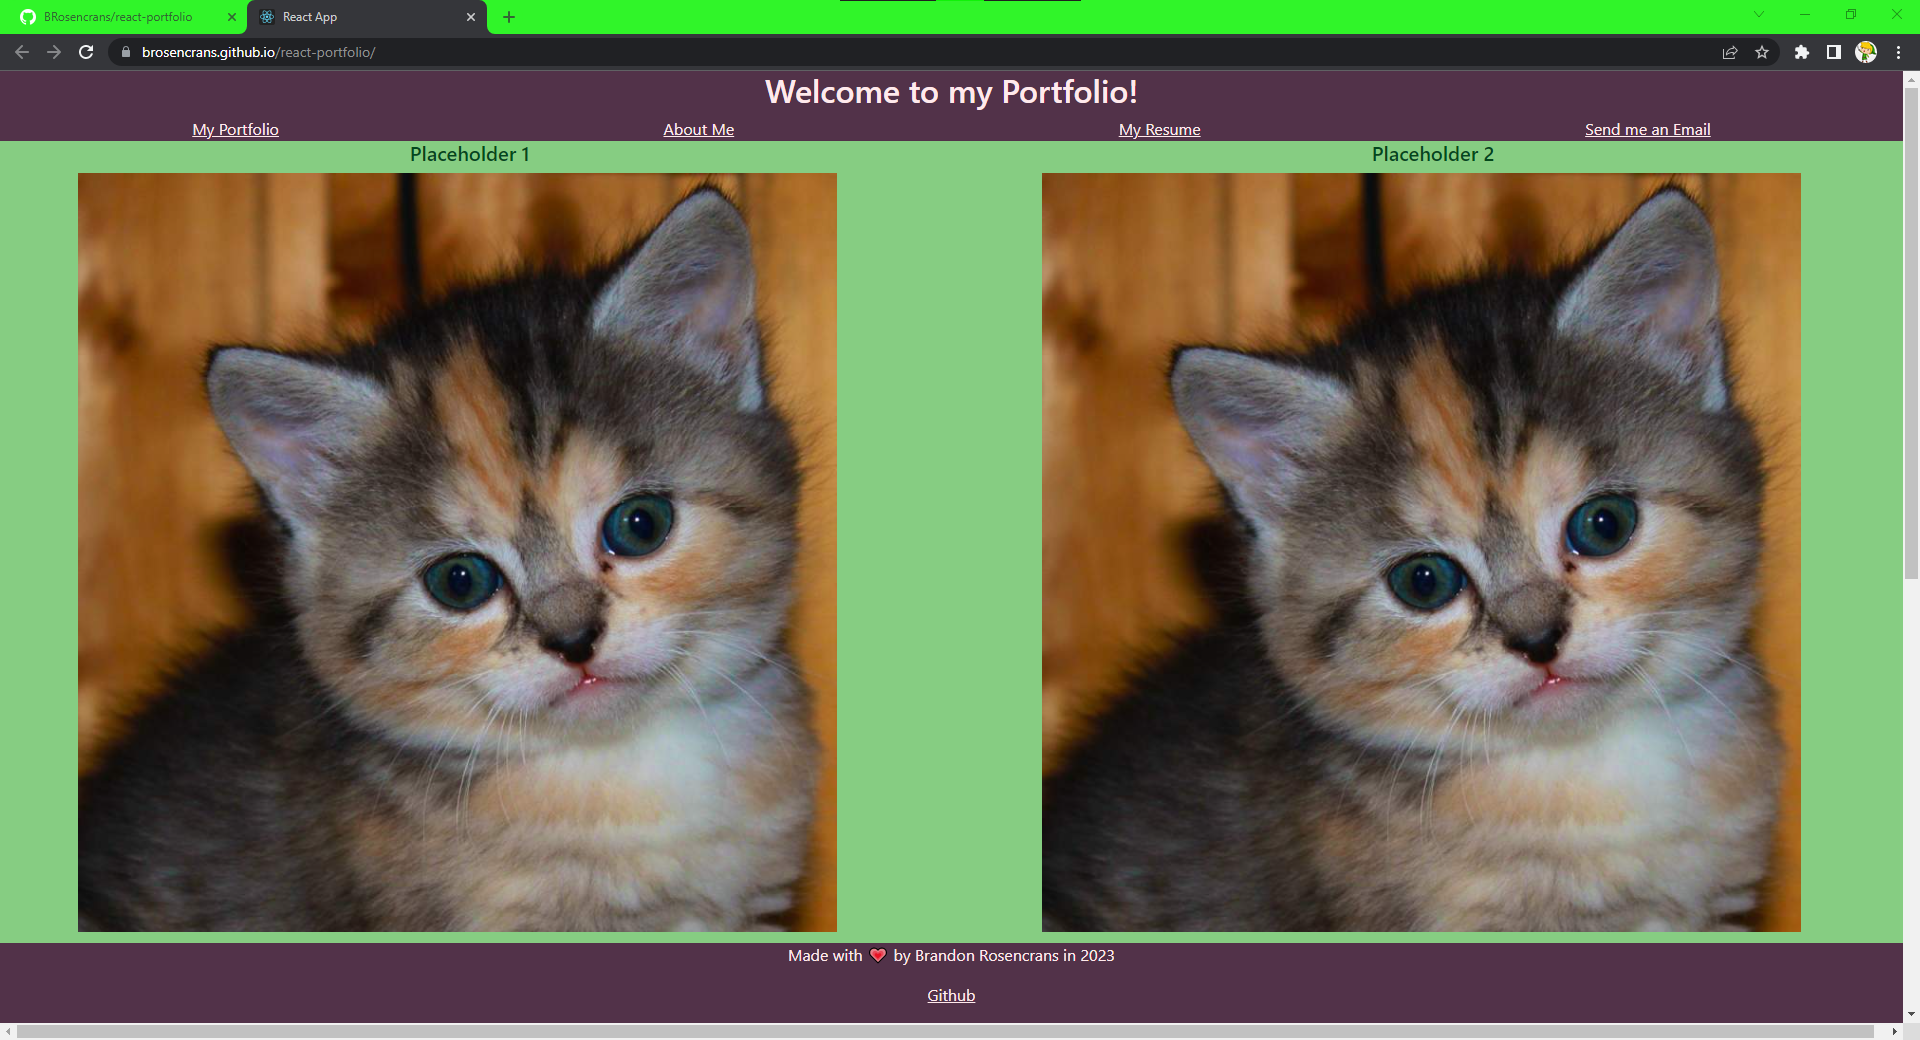 BRosencrans/react-portfolio
React App
brosencrans.github.io/react-portfolio/
Welcome to my Portfolio!
My Portfolio
About Me
My Resume
Send me an Email
Placeholder 1
Placeholder 2
Made with ❤️ by Brandon Rosencrans in 2023
Github